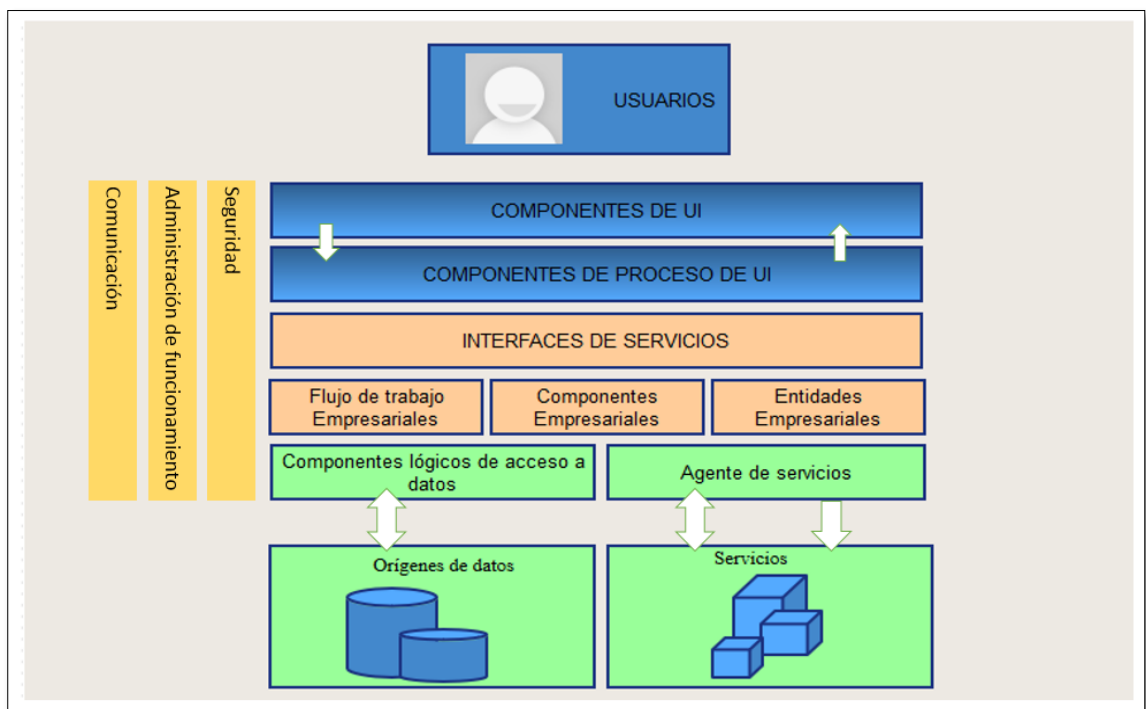 USUARIOS
Comunicación
Administración de funcionamiento
Seguridad
COMPONENTES DE UI
COMPONENTES DE PROCESO DE UI
INTERFACES DE SERVICIOS
Flujo de trabajo
Empresariales
Componentes
Empresariales
Entidades
Empresariales
Componentes lógicos de acceso a
datos
Agente de servicios
Orígenes de datos
Servicios